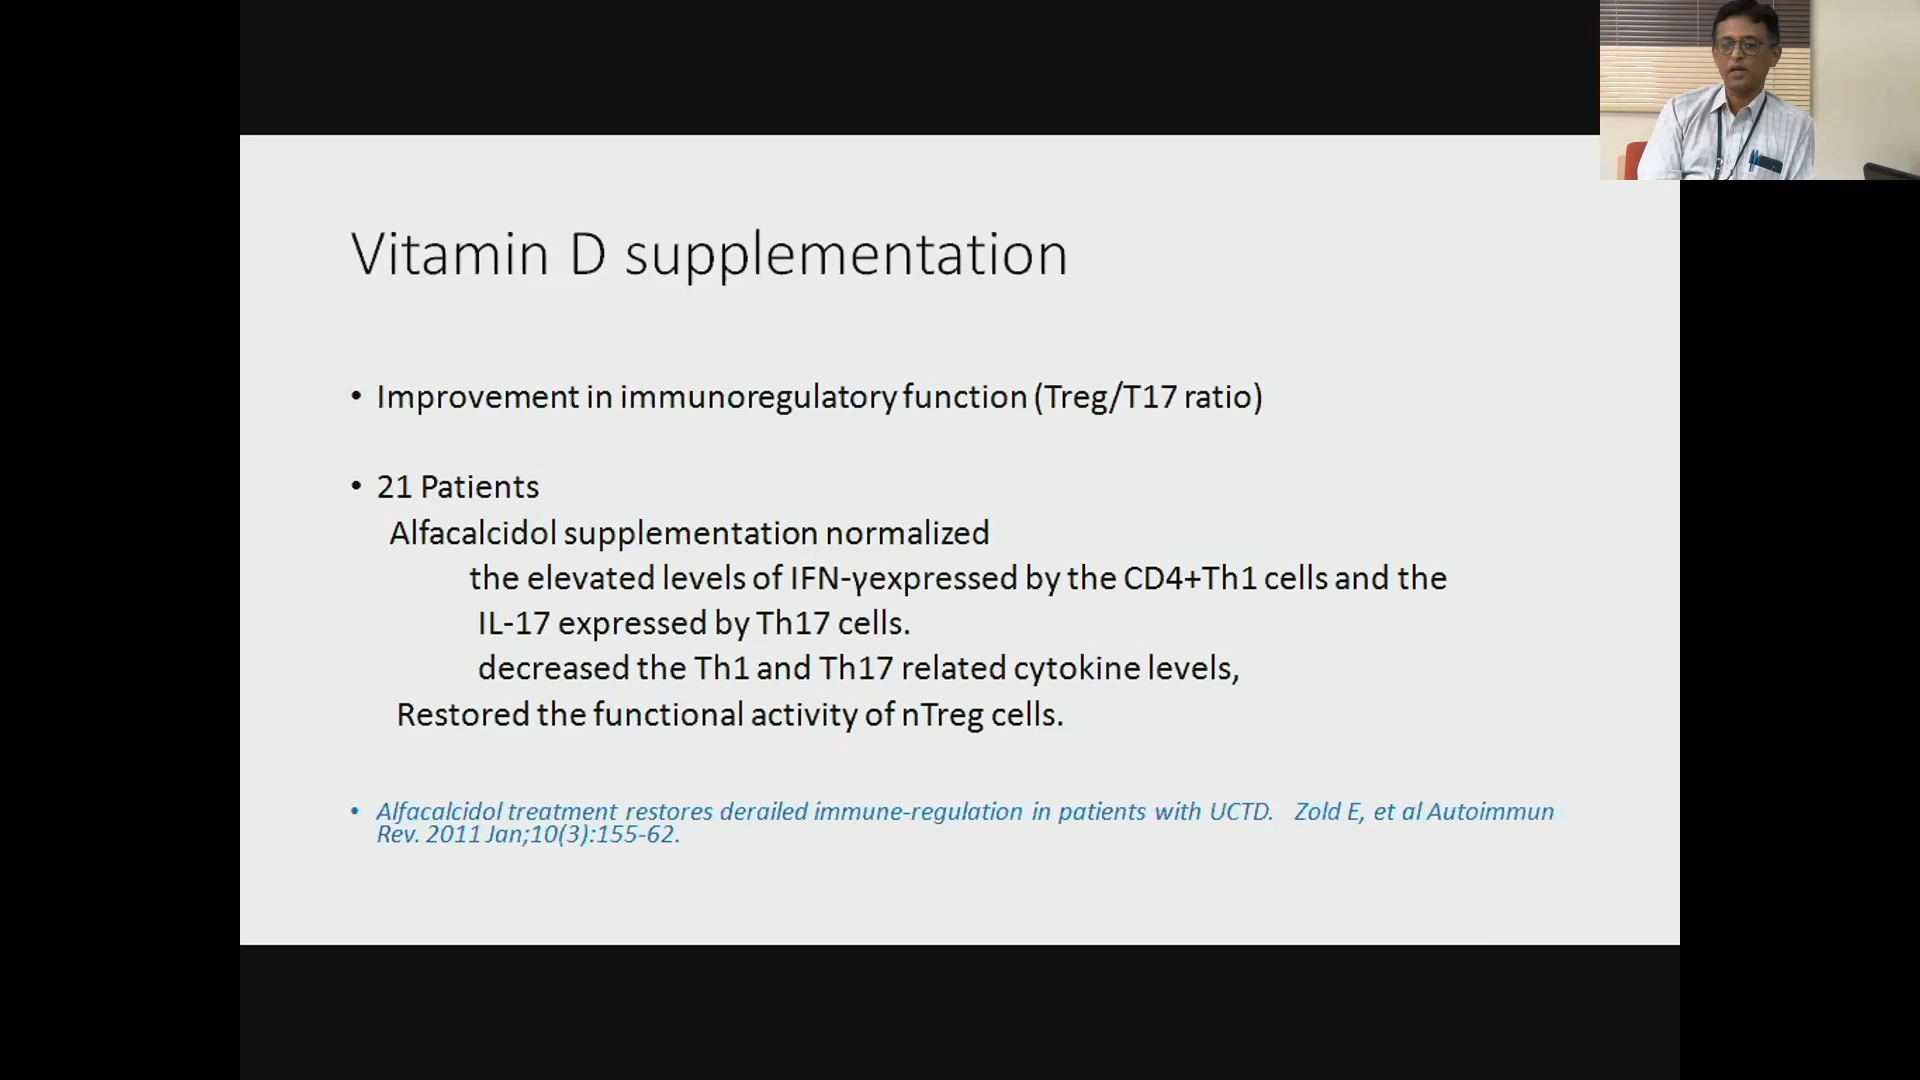 Vitamin D supplementation
• Improvement in immunoregulatory function (Treg/T17 ratio)
• 21 Patients
Alfacalcidol supplementation normalized
the elevated levels of IFN-γexpressed by the CD4+Th1 cells and the
IL-17 expressed by Th17 cells.
decreased the Th1 and Th17 related cytokine levels,
Restored the functional activity of nTreg cells.
• Alfacalcidol treatment restores derailed immune-regulation in patients with UCTD. Zold E, et al Autoimmun
Rev. 2011 Jan;10(3):155-62.